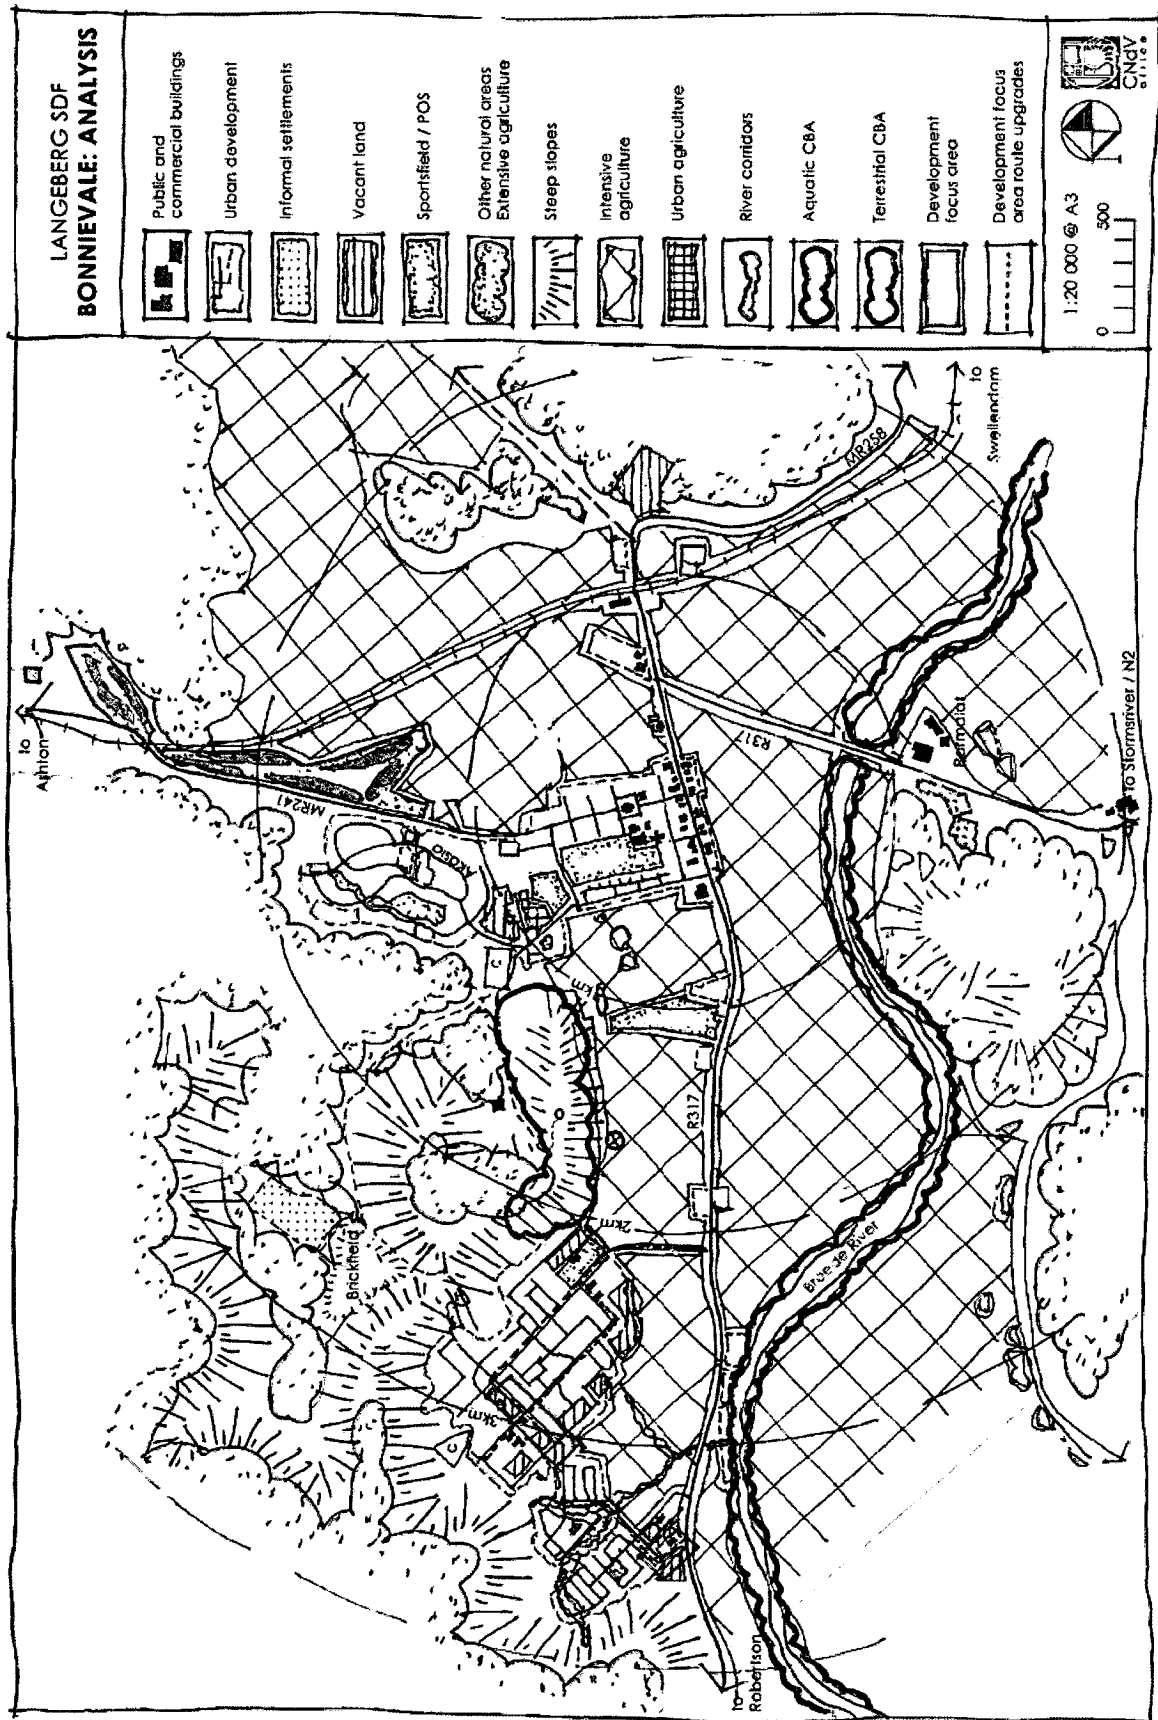 LANGEBERG SDF
BONNIEVALE: ANALYSIS
Public and
commercial buildings
Urban development
Informal settlements
Vacant land
Sportsfield / POS
Other natural areas
Extensive agriculture
Steep slopes
Intensive
agriculture
Urban agriculture
River corridors
Aquatic CBA
Terrestrial CBA
Development
focus area
Development focus
area route upgrades
1:20 000 @ A3
0
500
CNdV
africa
to
Ashton
MR241
R317
MR258
to
Swellendam
Parmalat
to Stormsriver / N2
C
km
R317
2km
Brickfield
Breede River
3km
C
to
Robertson